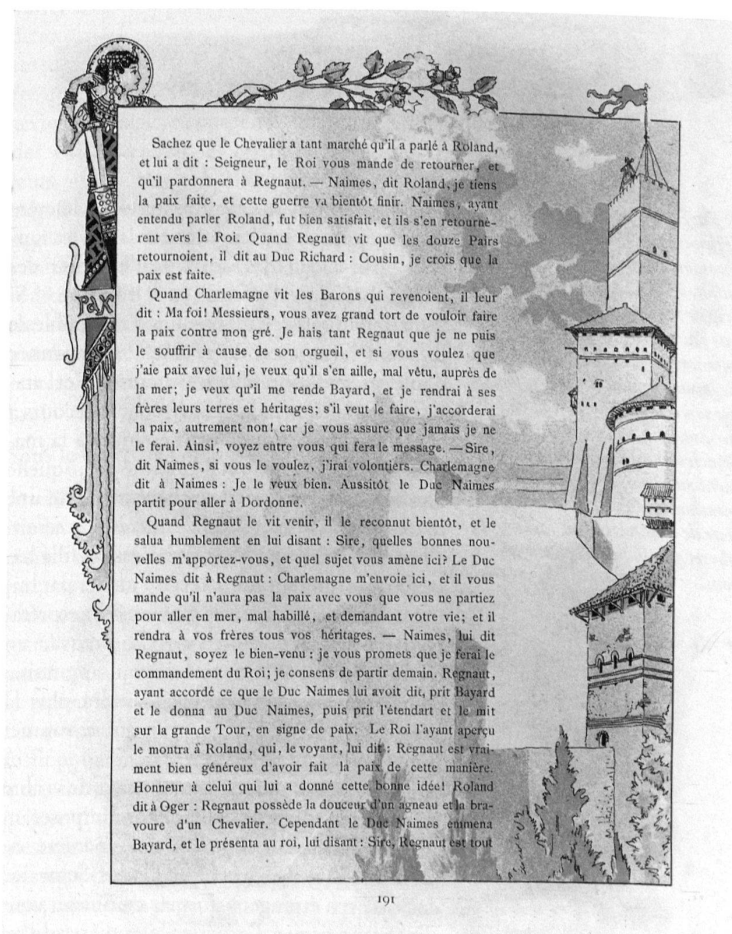 Sachez que le Chevalier a tant marché qu'il a parlé à Roland,
et lui a dit : Seigneur, le Roi vous mande de retourner, et
qu'il pardonnera à Regnaut. — Naimes, dit Roland, je tiens
la paix faite, et cette guerre va bientôt finir. Naimes, ayant
entendu parler Roland, fut bien satisfait, et ils s'en retournè-
rent vers le Roi. Quand Regnaut vit que les douze Pairs
retournoient, il dit au Duc Richard : Cousin, je crois que la
paix est faite.
Quand Charlemagne vit les Barons qui revenoient, il leur
dit : Ma foi! Messieurs, vous avez grand tort de vouloir faire
la paix contre mon gré. Je hais tant Regnaut que je ne puis
le souffrir à cause de son orgueil, et si vous voulez que
j'aie paix avec lui, je veux qu'il s'en aille, mal vêtu, auprès de
la mer; je veux qu'il me rende Bayard, et je rendrai à ses
frères leurs terres et héritages; s'il veut le faire, j'accorderai
la paix, autrement non! car je vous assure que jamais je ne
le ferai. Ainsi, voyez entre vous qui fera le message. — Sire,
dit Naimes, si vous le voulez, j'irai volontiers. Charlemagne
dit à Naimes : Je le veux bien. Aussitôt le Duc Naimes
partit pour aller à Dordonne.
Quand Regnaut le vit venir, il le reconnut bientôt, et le
salua humblement en lui disant : Sire, quelles bonnes nou-
velles m'apportez-vous, et quel sujet vous amène ici? Le Duc
Naimes dit à Regnaut : Charlemagne m'envoie ici, et il vous
mande qu'il n'aura pas la paix avec vous que vous ne partiez
pour aller en mer, mal habillé, et demandant votre vie; et il
rendra à vos frères tous vos héritages. — Naimes, lui dit
Regnaut, soyez le bien-venu : je vous promets que je ferai le
commandement du Roi; je consens de partir demain. Regnaut,
ayant accordé ce que le Duc Naimes lui avoit dit, prit Bayard
et le donna au Duc Naimes, puis prit l'étendart et le mit
sur la grande Tour, en signe de paix. Le Roi l'ayant aperçu
le montra à Roland, qui, le voyant, lui dit : Regnaut est vrai-
ment bien généreux d'avoir fait la paix de cette manière.
Honneur à celui qui lui a donné cette bonne idée! Roland
dit à Oger : Regnaut possède la douceur d'un agneau et la bra-
voure d'un Chevalier. Cependant le Duc Naimes emmena
Bayard, et le présenta au roi, lui disant : Sire, Regnaut est tout
PAX
191